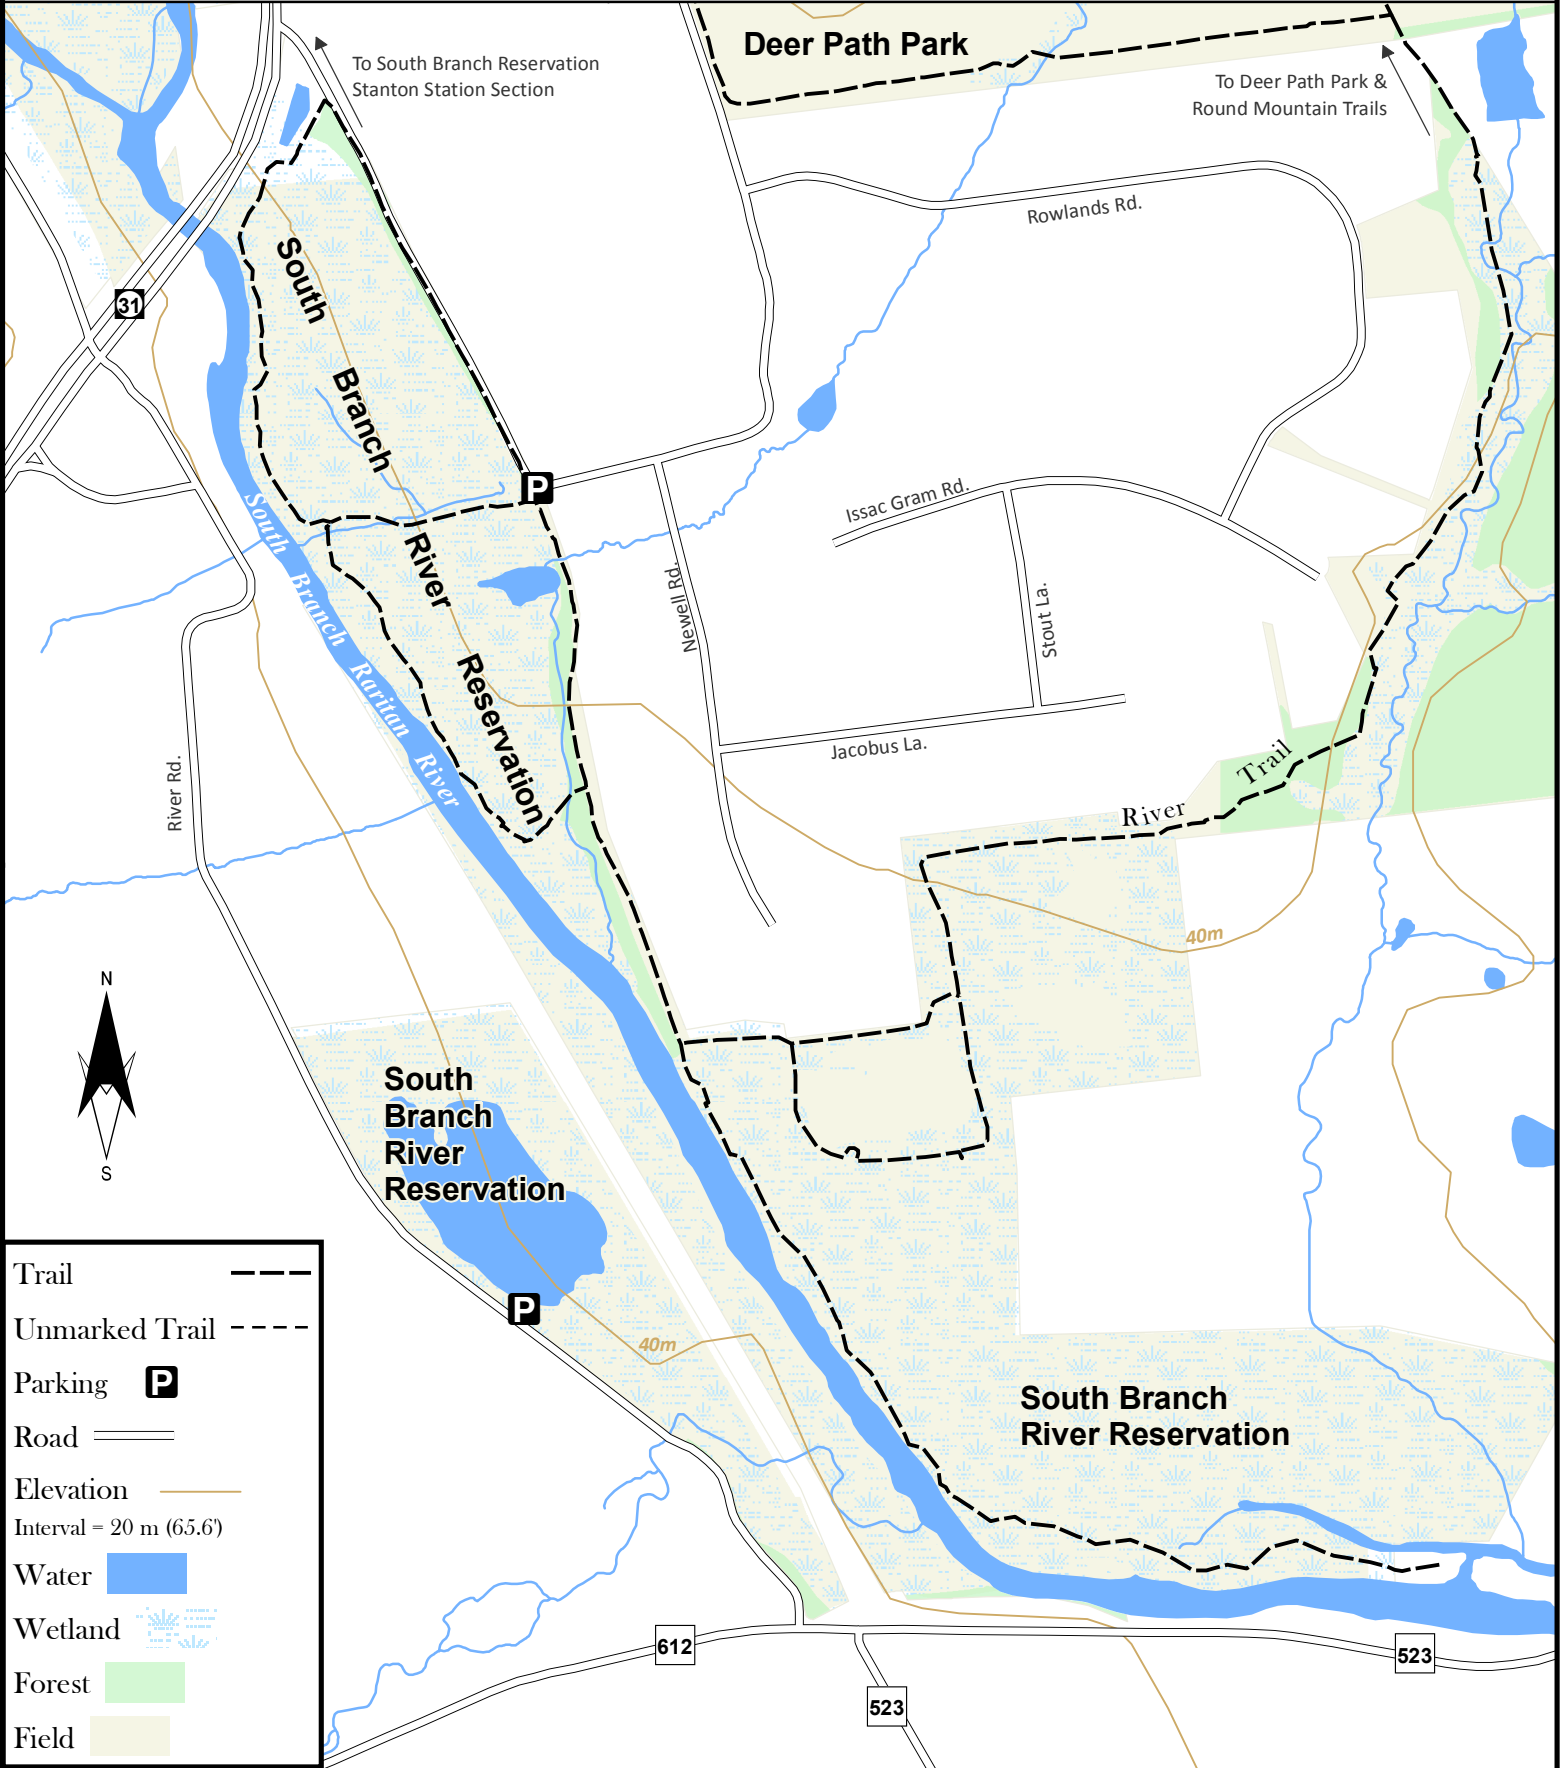 Deer Path Park
To South Branch Reservation
Stanton Station Section
To Deer Path Park &
Round Mountain Trails
Rowlands Rd.
31
South
Branch
River
Reservation
P
Issac Gram Rd.
South Branch Raritan River
Newell Rd.
Stout La.
Jacobus La.
River Rd.
River Trail
40m
N
S
South
Branch
River
Reservation
P
40m
South Branch
River Reservation
612
523
523
Trail
Unmarked Trail
Parking P
Road
Elevation
Interval = 20 m (65.6')
Water
Wetland
Forest
Field